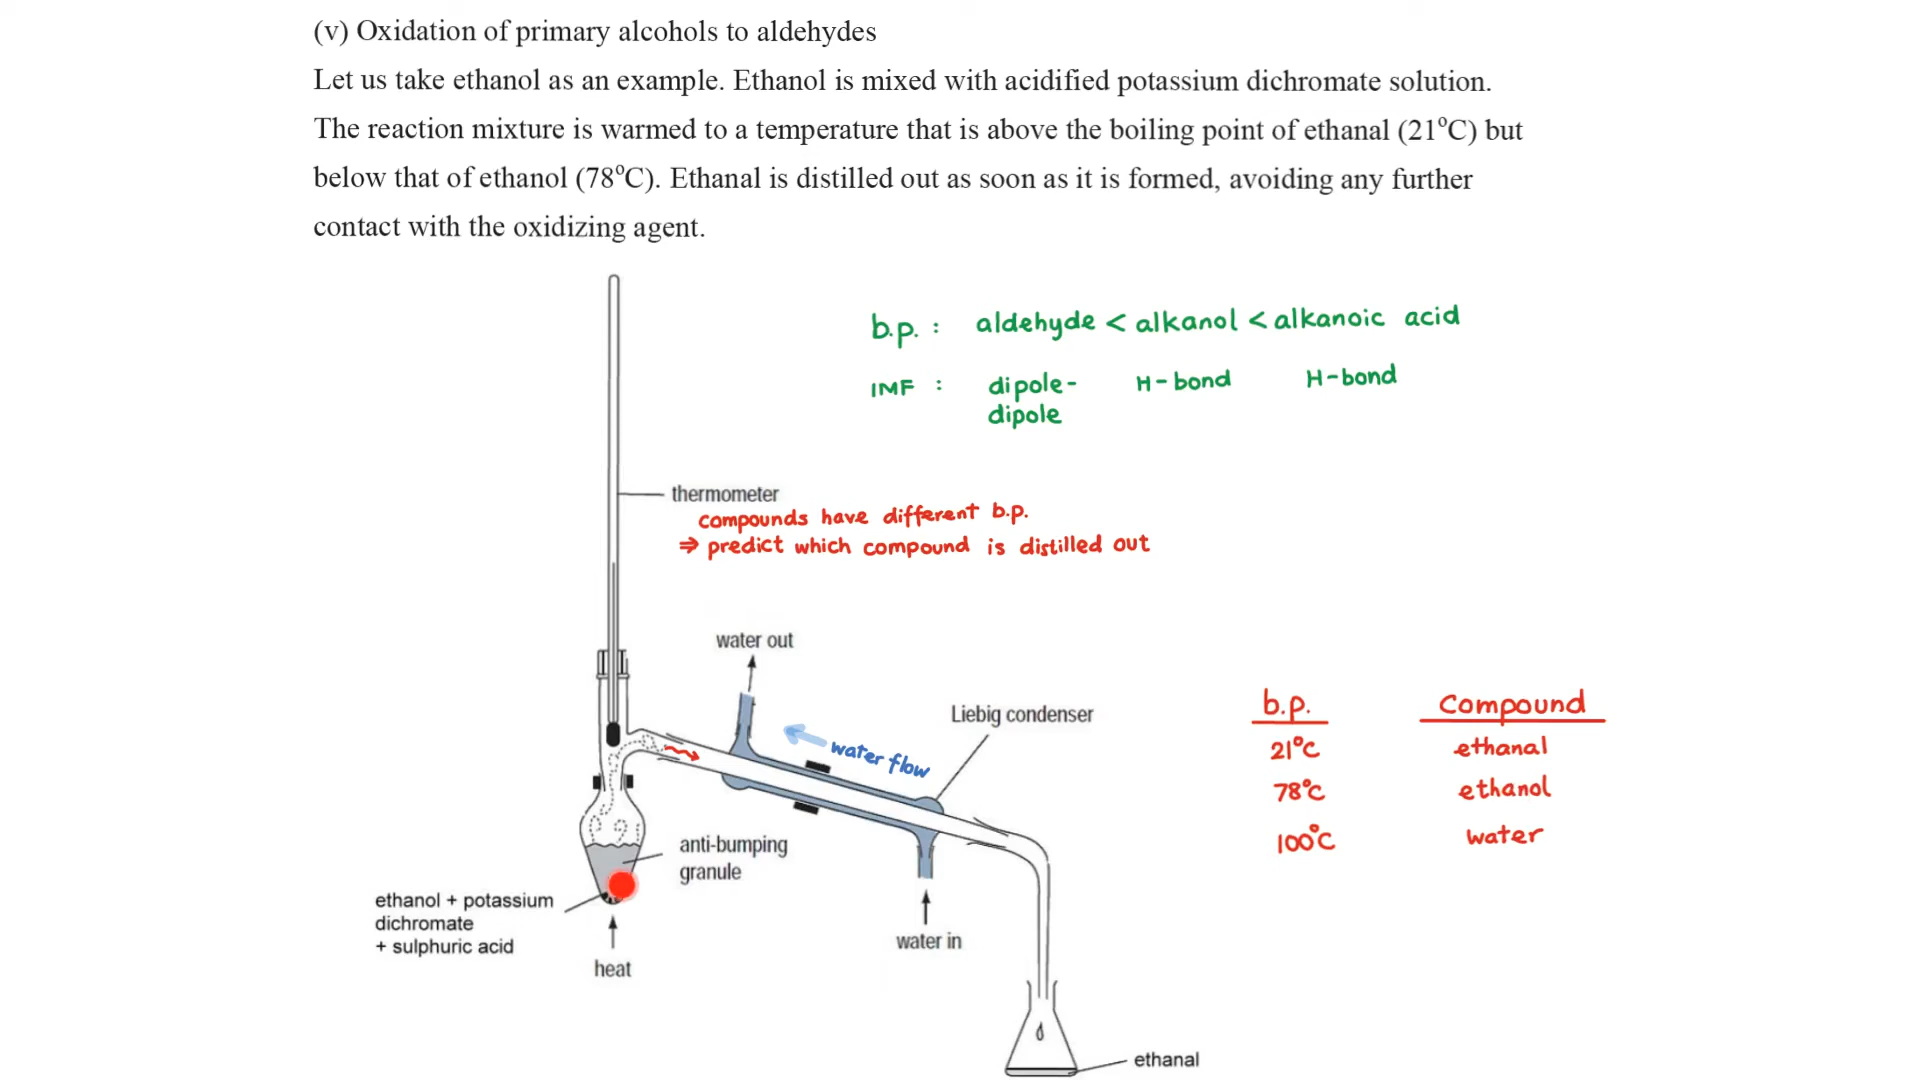 (v) Oxidation of primary alcohols to aldehydes
Let us take ethanol as an example. Ethanol is mixed with acidified potassium dichromate solution.
The reaction mixture is warmed to a temperature that is above the boiling point of ethanal (21°C) but
below that of ethanol (78°C). Ethanal is distilled out as soon as it is formed, avoiding any further
contact with the oxidizing agent.
b.p. : aldehyde < alkanol < alkanoic acid
IMF : dipole- H-bond H-bond
dipole
thermometer
compounds have different b.p.
⇒ predict which compound is distilled out
water out
Liebig condenser
water flow
b.p. compound
21°C ethanal
78°C ethanol
100°C water
anti-bumping
granule
ethanol + potassium
dichromate
+ sulphuric acid
heat
water in
ethanal